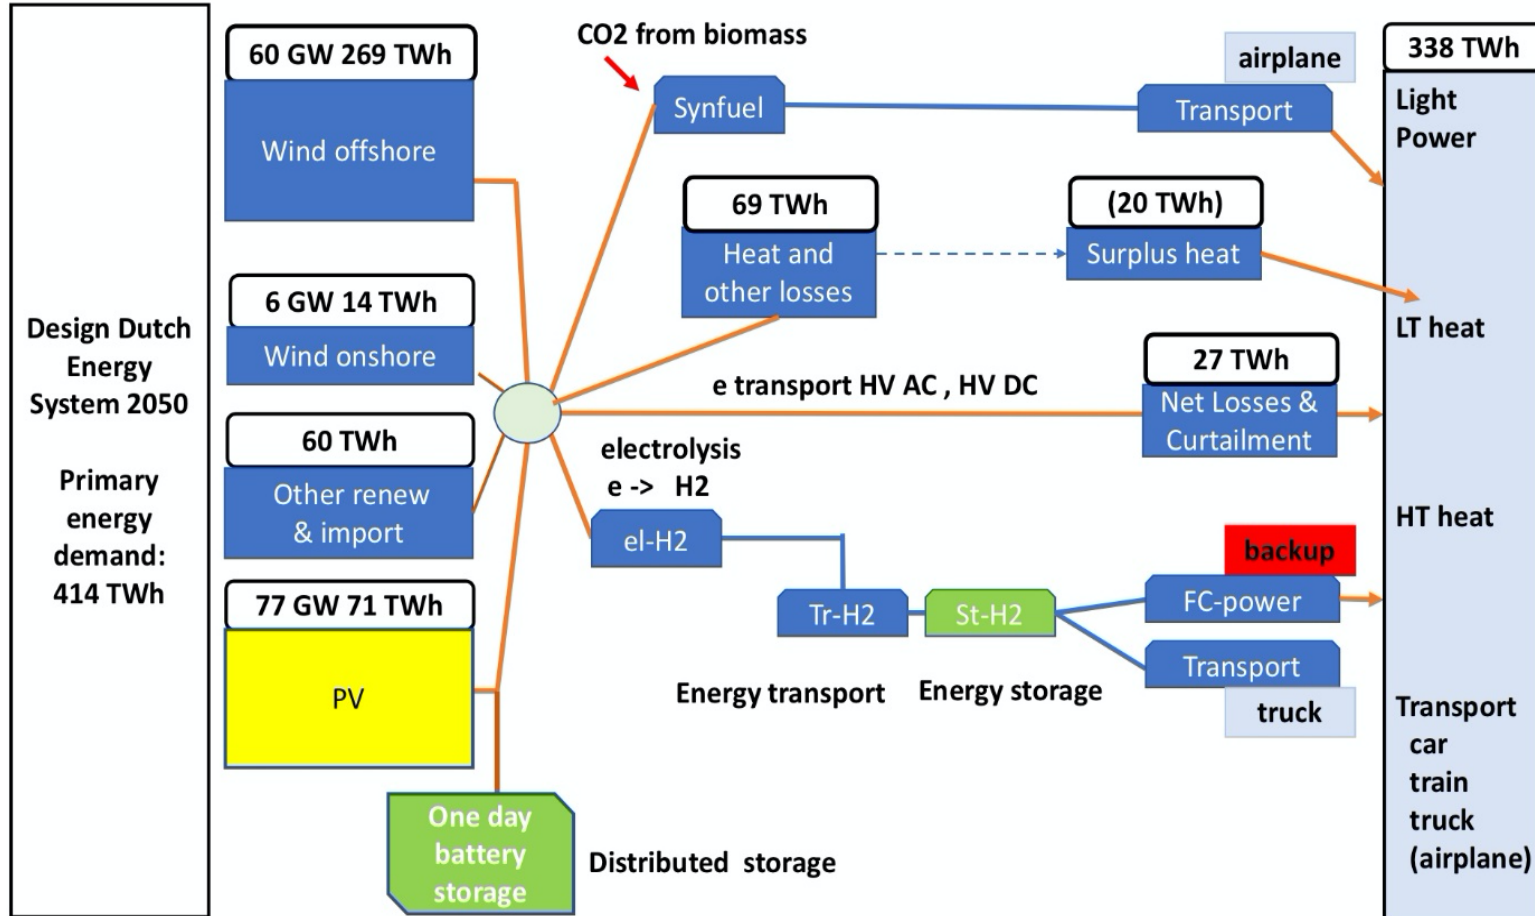 Design Dutch
Energy
System 2050
Primary
energy
demand:
414 TWh
60 GW 269 TWh
Wind offshore
6 GW 14 TWh
Wind onshore
60 TWh
Other renew
& import
77 GW 71 TWh
PV
One day
battery
storage
Distributed storage
CO2 from biomass
Synfuel
airplane
Transport
69 TWh
Heat and
other losses
(20 TWh)
Surplus heat
e transport HV AC , HV DC
27 TWh
Net Losses &
Curtailment
electrolysis
e -> H2
el-H2
Tr-H2
St-H2
Energy transport
Energy storage
backup
FC-power
Transport
truck
338 TWh
Light
Power
LT heat
HT heat
Transport
car
train
truck
(airplane)